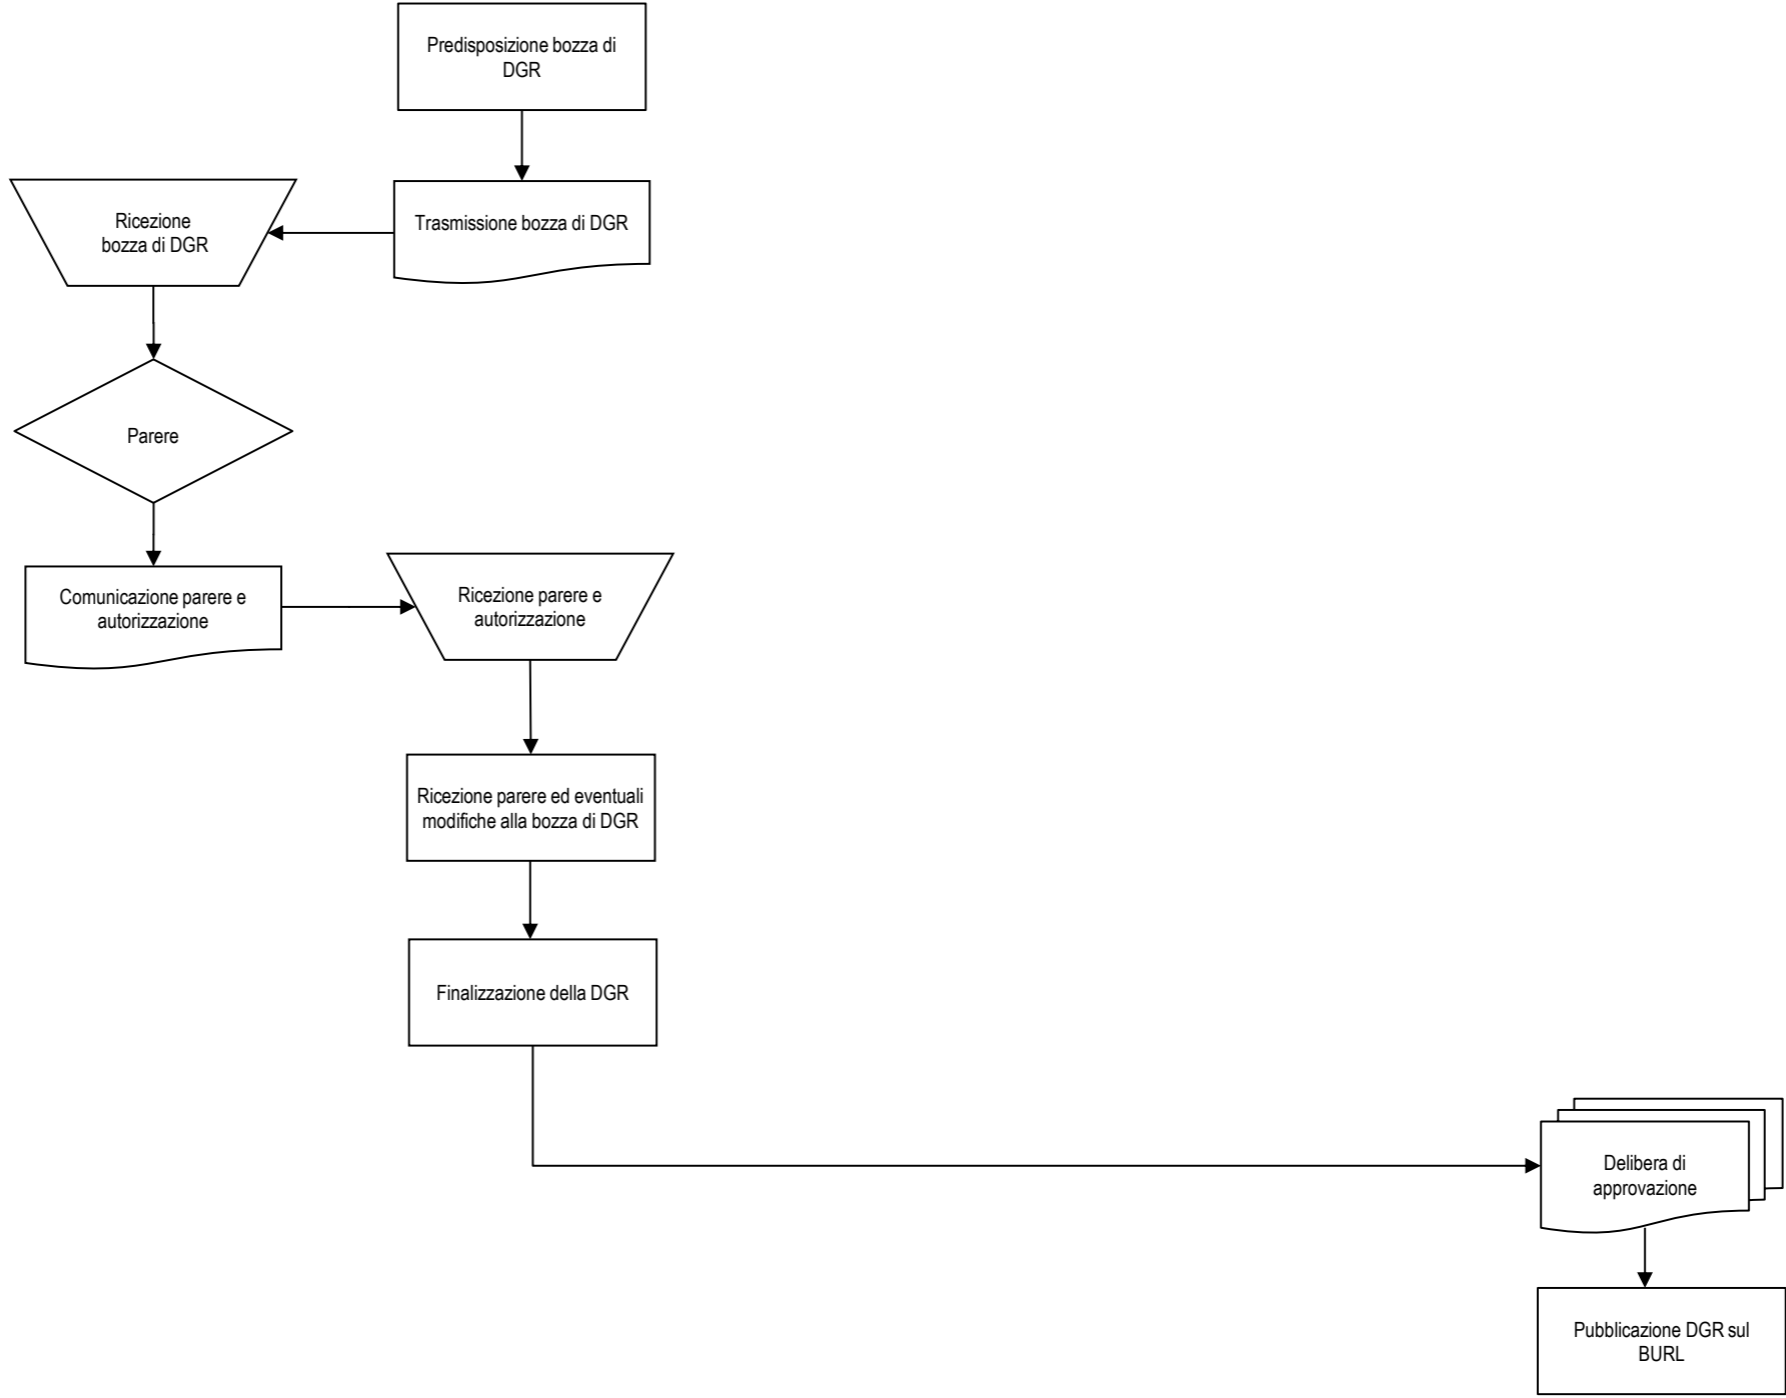 Predisposizione bozza di
DGR
Trasmissione bozza di DGR
Ricezione
bozza di DGR
Parere
Comunicazione parere e
autorizzazione
Ricezione parere e
autorizzazione
Ricezione parere ed eventuali
modifiche alla bozza di DGR
Finalizzazione della DGR
Delibera di
approvazione
Pubblicazione DGR sul
BURL